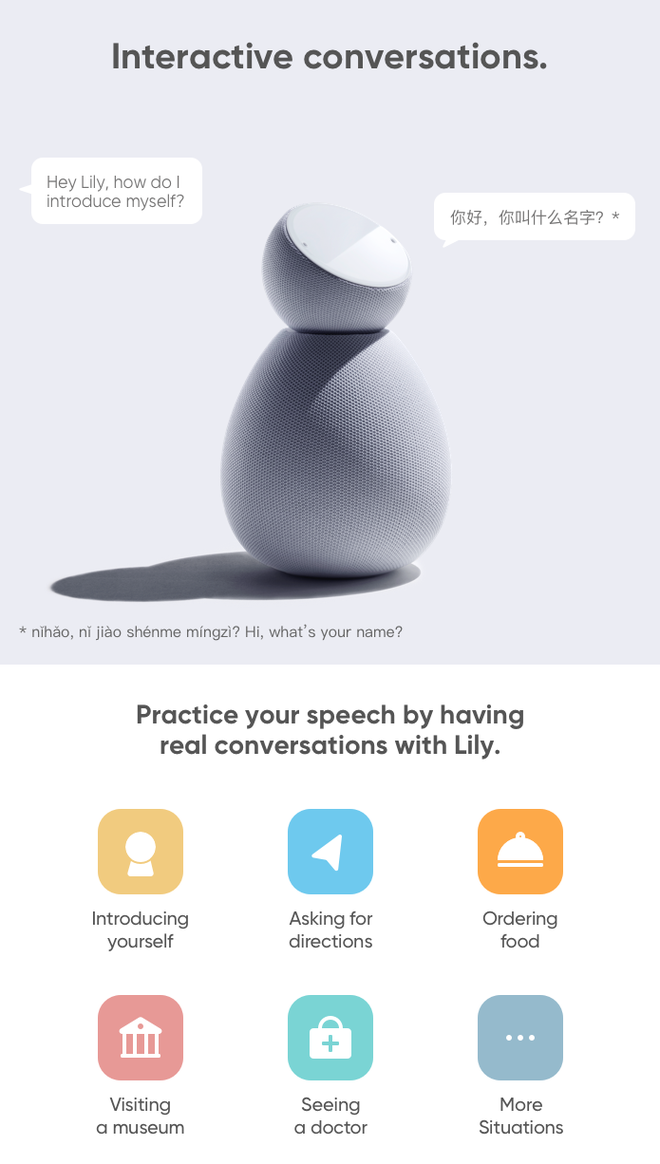 Interactive conversations.
Hey Lily, how do I
introduce myself?
你好，你叫什么名字？*
* nǐhǎo, nǐ jiào shénme míngzì? Hi, what's your name?
Practice your speech by having
real conversations with Lily.
Introducing
yourself
Asking for
directions
Ordering
food
Visiting
a museum
Seeing
a doctor
More
Situations